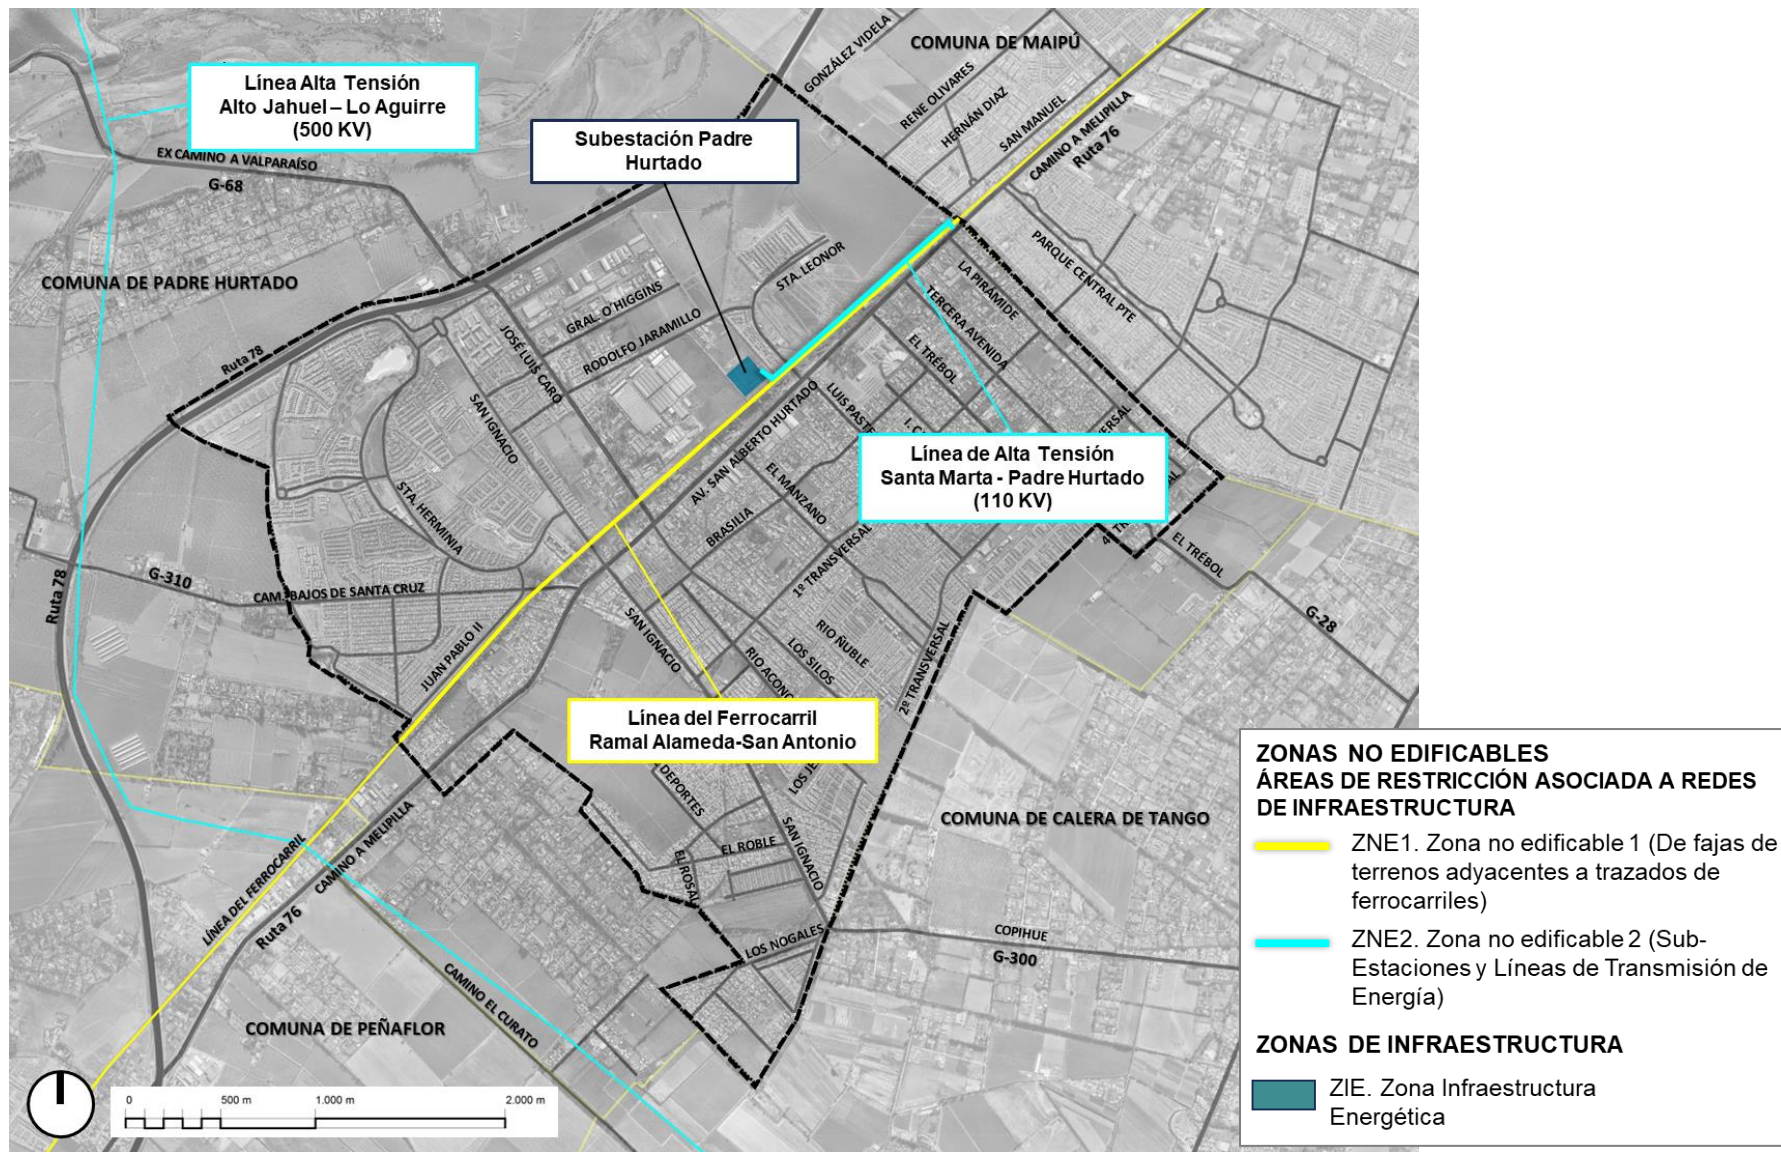 COMUNA DE MAIPÚ
GONZÁLEZ VIDELA
RENE OLIVARES
HERNÁN DIAZ
SAN MANUEL
CAMINO A MELIPILLA
Ruta 76
Línea Alta Tensión
Alto Jahuel – Lo Aguirre
(500 KV)
Subestación Padre
Hurtado
EX CAMINO A VALPARAÍSO
G-68
COMUNA DE PADRE HURTADO
PARQUE CENTRAL PTE
STA. LEONOR
LA PIRÁMIDE
TERCERA AVENIDA
EL TRÉBOL
GRAL. O´HIGGINS
RODOLFO JARAMILLO
JOSÉ LUIS CARO
SAN IGNACIO
Ruta 78
LUIS PASTE
I. C
AV. SAN ALBERTO HURTADO
VERSAL
Línea de Alta Tensión
Santa Marta - Padre Hurtado
(110 KV)
EL MANZANO
BRASILIA
1º TRANSVERSAL
STA. HERMINIA
EL TRÉBOL
G-28
G-310
CAM. BAJOS DE SANTA CRUZ
Ruta 78
JUAN PABLO II
SAN IGNACIO
RIO ÑUBLE
LOS SILOS
RIO ACONC
2º TRANSVERSAL
Línea del Ferrocarril
Ramal Alameda-San Antonio
DEPORTES
LOS JE
SAN IGNACIO
EL ROBLE
EL ROSAL
COMUNA DE CALERA DE TANGO
LÍNEA DEL FERROCARRIL
CAMINO A MELIPILLA
Ruta 76
LOS NOGALES
COPIHUE
G-300
CAMINO EL CURATO
COMUNA DE PEÑAFLOR
0 500 m 1.000 m 2.000 m
ZONAS NO EDIFICABLES
ÁREAS DE RESTRICCIÓN ASOCIADA A REDES
DE INFRAESTRUCTURA
ZNE1. Zona no edificable 1 (De fajas de
terrenos adyacentes a trazados de
ferrocarriles)
ZNE2. Zona no edificable 2 (Sub-
Estaciones y Líneas de Transmisión de
Energía)
ZONAS DE INFRAESTRUCTURA
ZIE. Zona Infraestructura
Energética